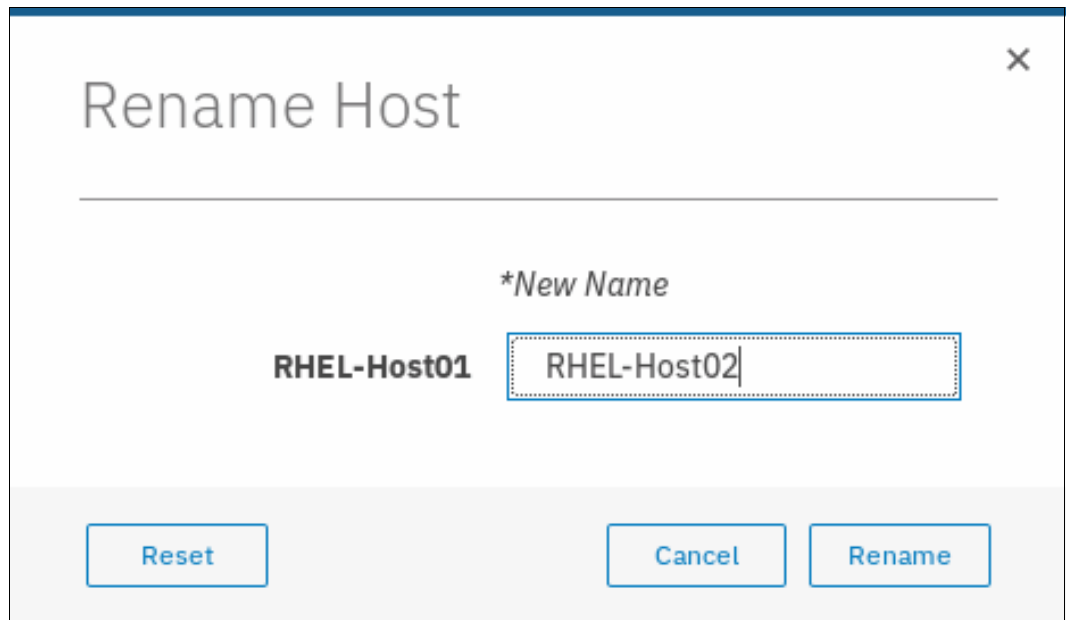 Rename Host
*New Name
RHEL-Host01 RHEL-Host02
Reset Cancel Rename